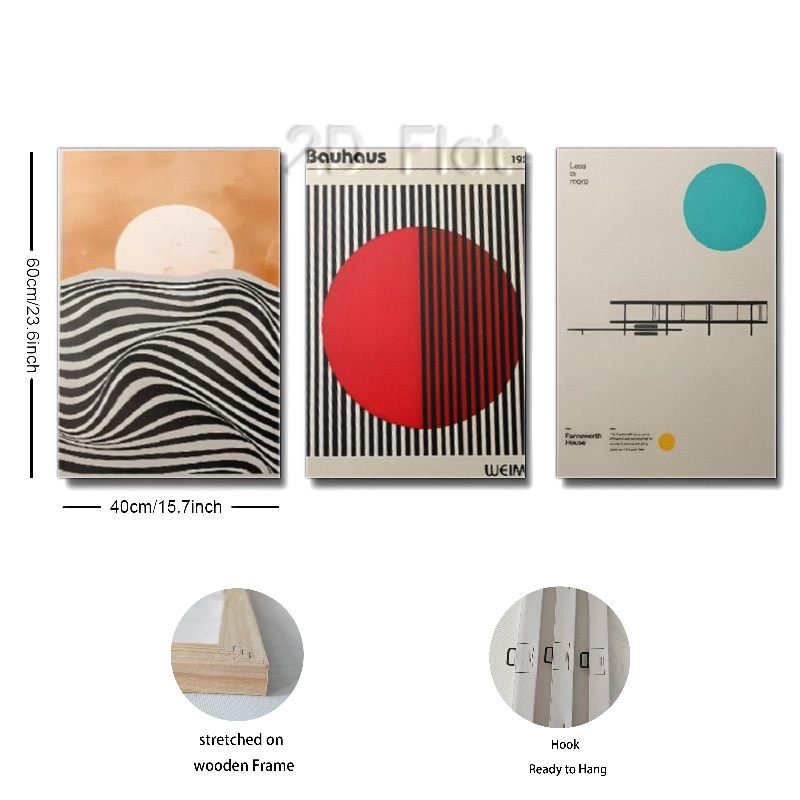 2D Flat
Bauhaus 192
60cm/23.6inch
Less
is
more
Farnsworth
House
WEIM
40cm/15.7inch
stretched on
wooden Frame
Hook
Ready to Hang